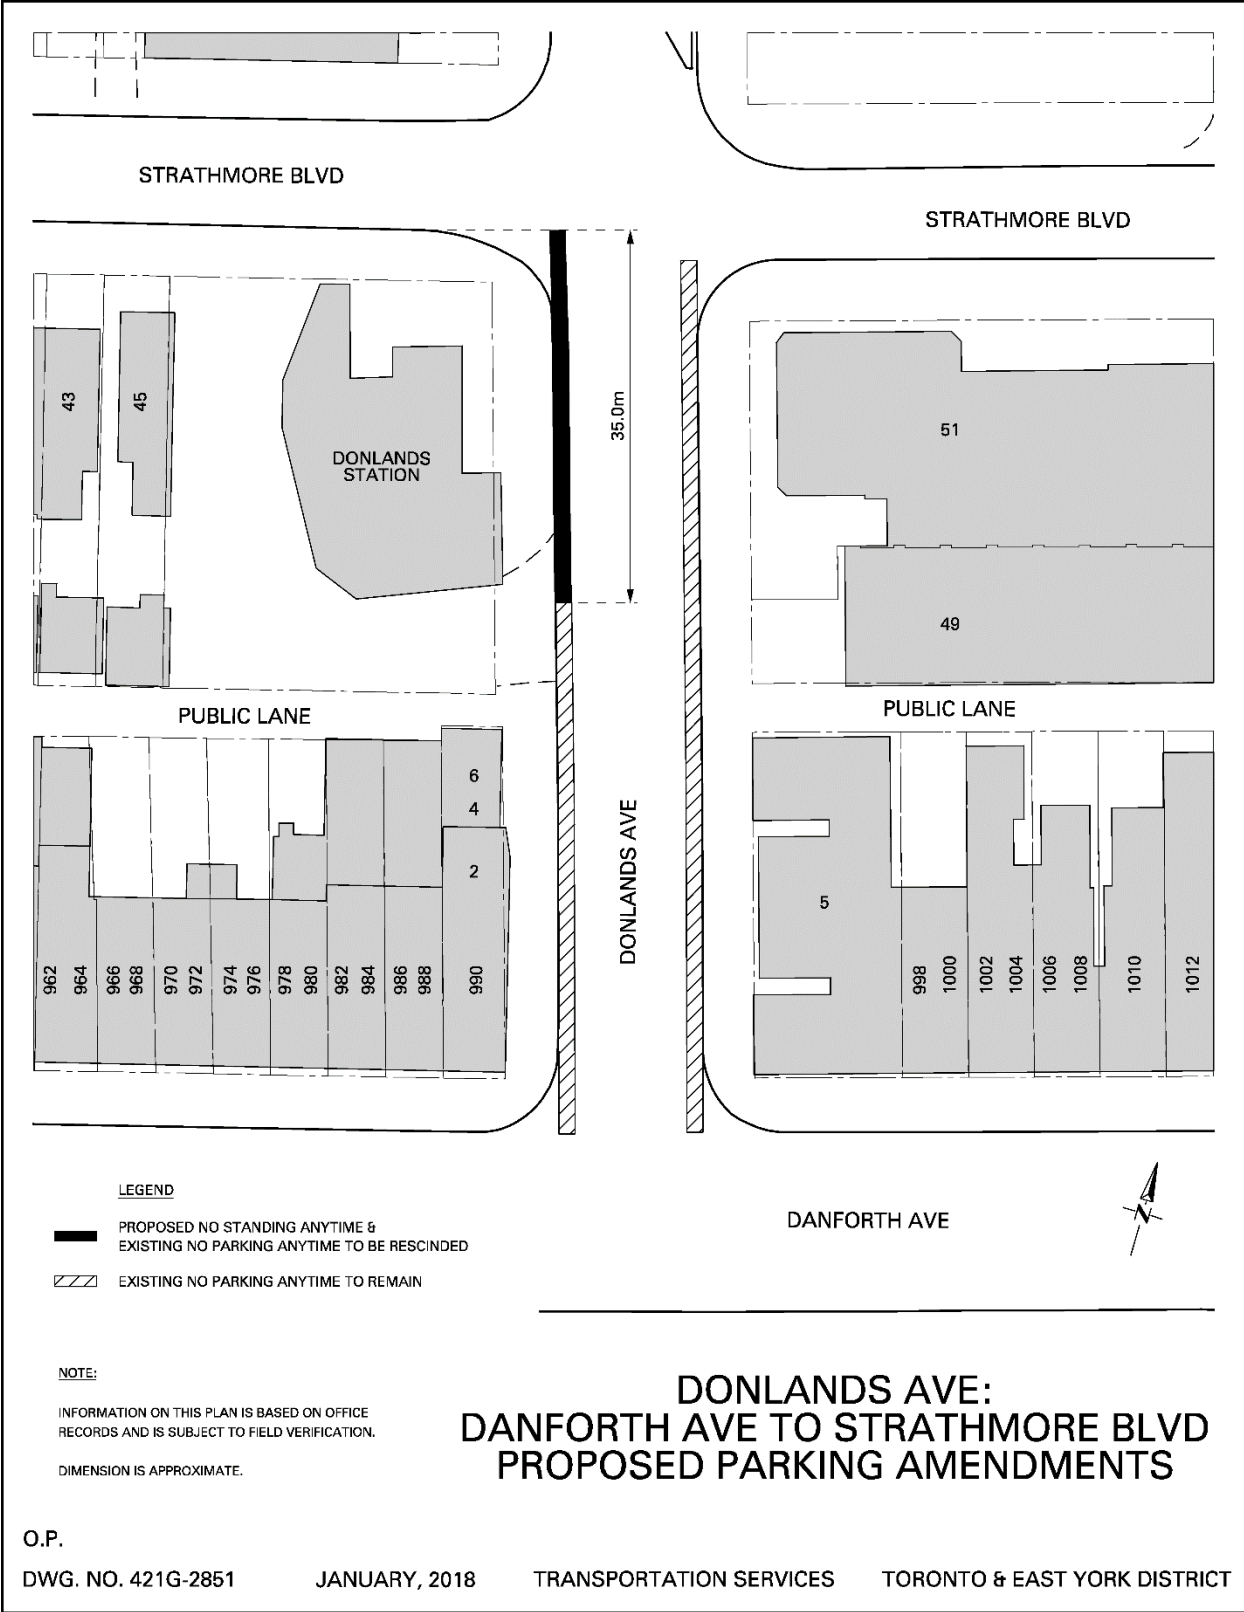 STRATHMORE BLVD
STRATHMORE BLVD
43
45
DONLANDS
STATION
35.0m
51
49
PUBLIC LANE
PUBLIC LANE
6
4
2
DONLANDS AVE
5
962
964
966
968
970
972
974
976
978
980
982
984
986
988
990
998
1000
1002
1004
1006
1008
1010
1012
LEGEND
PROPOSED NO STANDING ANYTIME &
EXISTING NO PARKING ANYTIME TO BE RESCINDED
EXISTING NO PARKING ANYTIME TO REMAIN
DANFORTH AVE
N
NOTE:
INFORMATION ON THIS PLAN IS BASED ON OFFICE
RECORDS AND IS SUBJECT TO FIELD VERIFICATION.
DIMENSION IS APPROXIMATE.
DONLANDS AVE:
DANFORTH AVE TO STRATHMORE BLVD
PROPOSED PARKING AMENDMENTS
O.P.
DWG. NO. 421G-2851
JANUARY, 2018
TRANSPORTATION SERVICES
TORONTO & EAST YORK DISTRICT